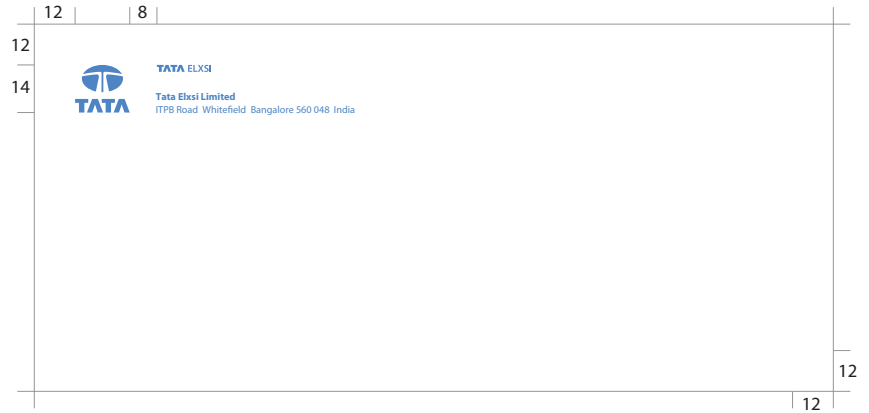 12 8
12
14
TATA
TATA ELXSI
Tata Elxsi Limited
ITPB Road Whitefield Bangalore 560 048 India
12
12